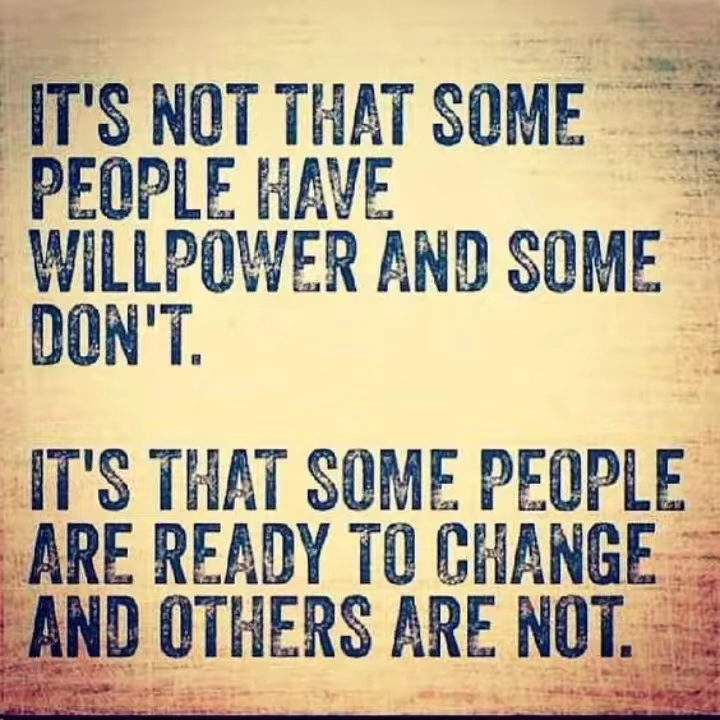 IT'S NOT THAT SOME
PEOPLE HAVE
WILLPOWER AND SOME
DON'T.
IT'S THAT SOME PEOPLE
ARE READY TO CHANGE
AND OTHERS ARE NOT.